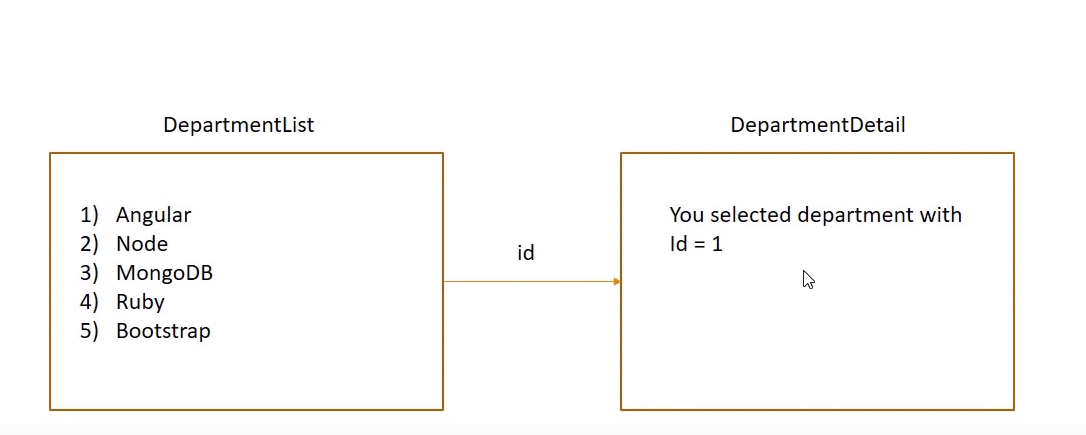 DepartmentList
1) Angular
2) Node
3) MongoDB
4) Ruby
5) Bootstrap
id
DepartmentDetail
You selected department with
Id = 1